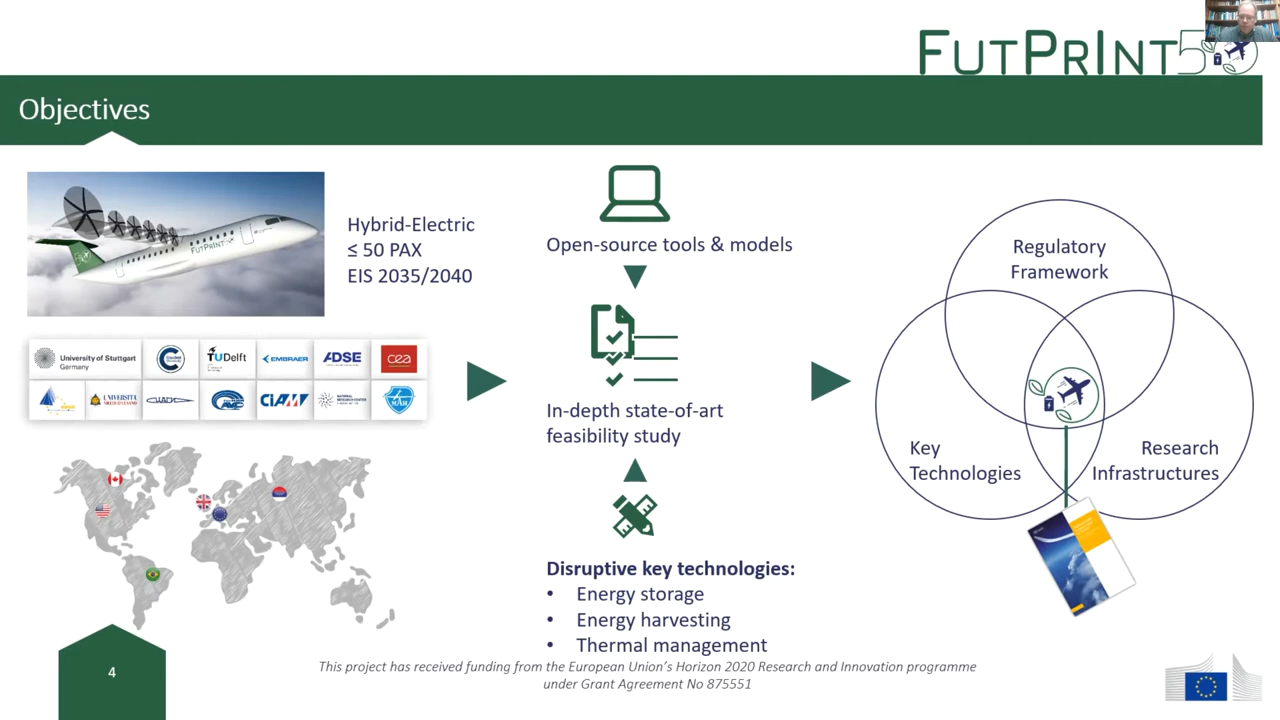 FUTPRINT50
Objectives
FUTPRINT
Hybrid-Electric
≤ 50 PAX
EIS 2035/2040
University of Stuttgart
Germany
TUDelft
EMBRAER
ADSE
cea
UNIVERSITA
CIAM
Open-source tools & models
In-depth state-of-art
feasibility study
Disruptive key technologies:
• Energy storage
• Energy harvesting
• Thermal management
Regulatory
Framework
Key
Technologies
Research
Infrastructures
4
This project has received funding from the European Union's Horizon 2020 Research and Innovation programme
under Grant Agreement No 875551